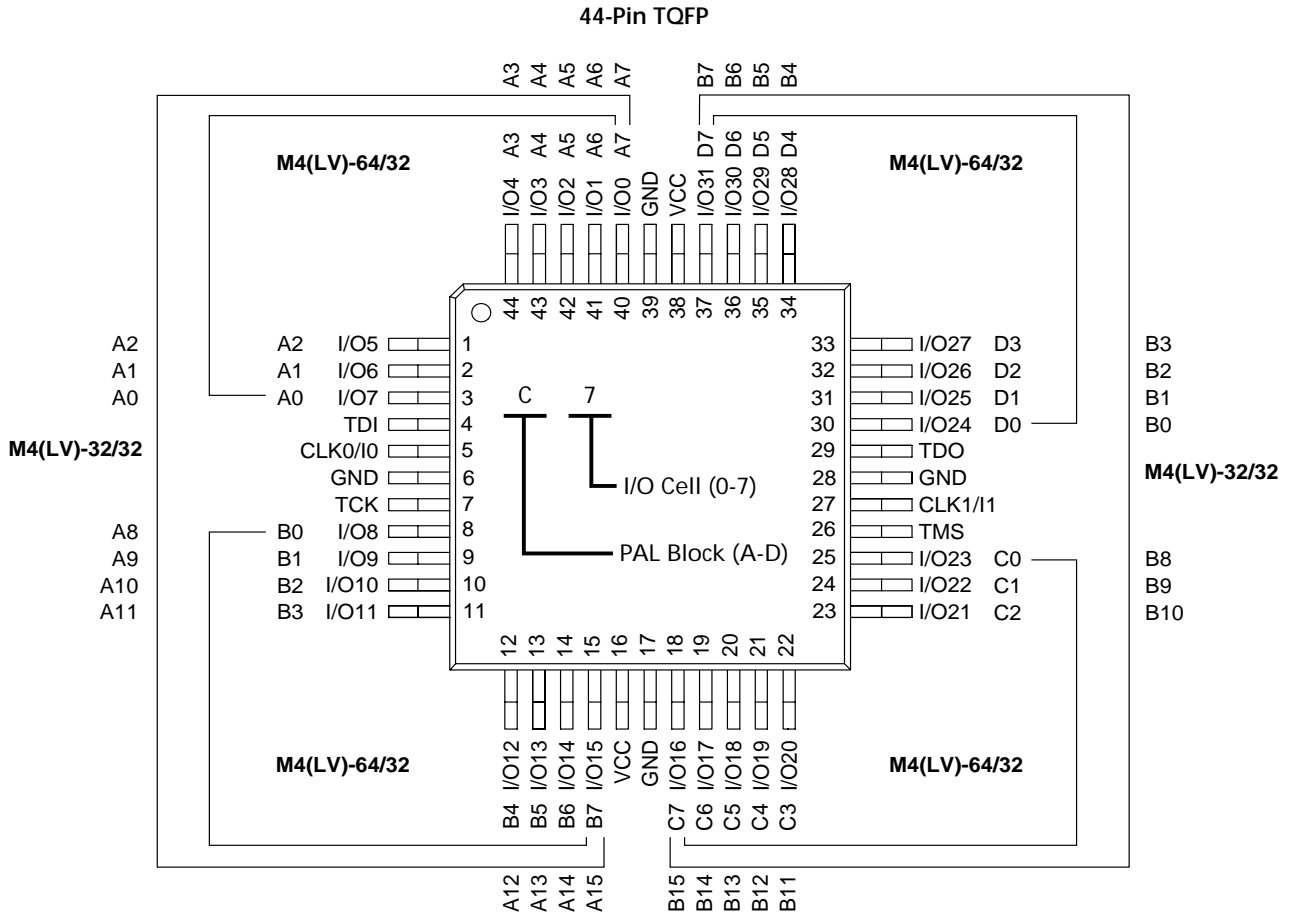 44-Pin TQFP
A3 A4 A5 A6 A7 B7 B6 B5 B4
A3 A4 A5 A6 A7 D7 D6 D5 D4
M4(LV)-64/32 M4(LV)-64/32
I/O4 I/O3 I/O2 I/O1 I/O0 GND VCC I/O31 I/O30 I/O29 I/O28
44 43 42 41 40 39 38 37 36 35 34
A2 A2 I/O5 1 33 I/O27 D3 B3
A1 A1 I/O6 2 32 I/O26 D2 B2
A0 A0 I/O7 3 C 7 31 I/O25 D1 B1
TDI 4 30 I/O24 D0 B0
M4(LV)-32/32 CLK0/I0 5 29 TDO
GND 6 I/O Cell (0-7) 28 GND M4(LV)-32/32
TCK 7 27 CLK1/I1
A8 B0 I/O8 8 26 TMS
A9 B1 I/O9 9 PAL Block (A-D) 25 I/O23 C0 B8
A10 B2 I/O10 10 24 I/O22 C1 B9
A11 B3 I/O11 11 23 I/O21 C2 B10
12 13 14 15 16 17 18 19 20 21 22
I/O12 I/O13 I/O14 I/O15 VCC GND I/O16 I/O17 I/O18 I/O19 I/O20
M4(LV)-64/32 M4(LV)-64/32
B4 B5 B6 B7 C7 C6 C5 C4 C3
A12 A13 A14 A15 B15 B14 B13 B12 B11